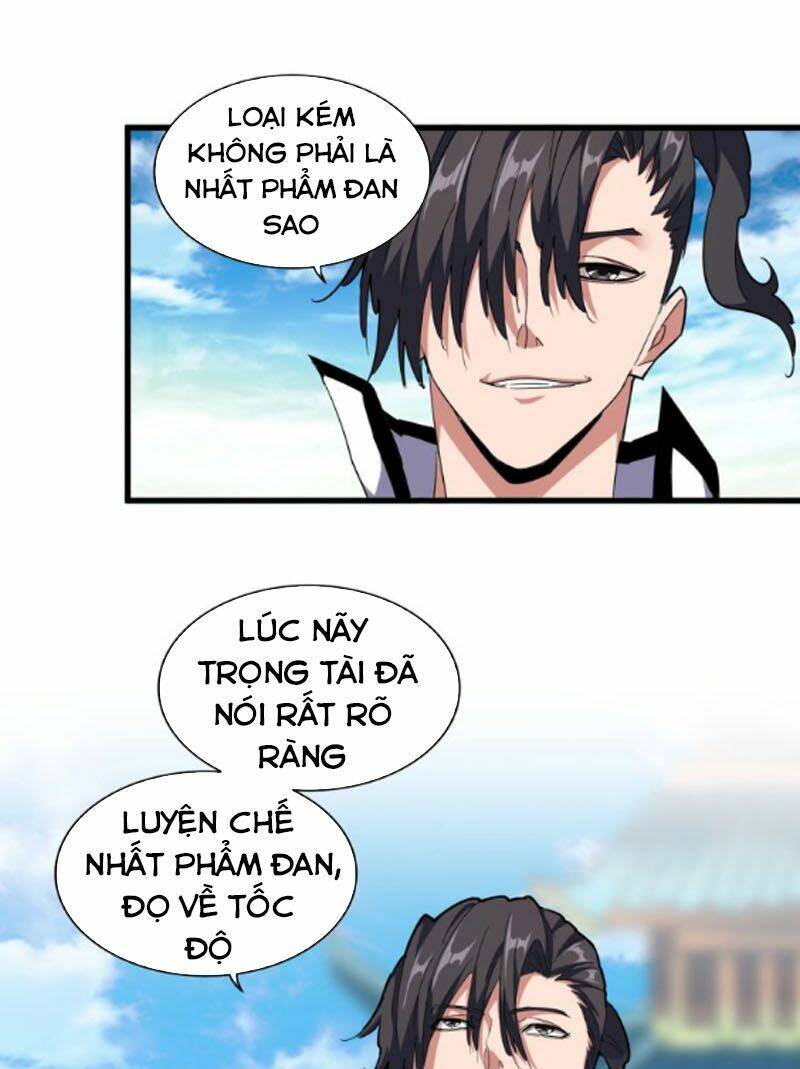 LOẠI KÉM
KHÔNG PHẢI LÀ
NHẤT PHẨM ĐAN
SAO
LÚC NÃY
TRỌNG TÀI ĐÃ
NÓI RẤT RÕ
RÀNG
LUYỆN CHẾ
NHẤT PHẨM ĐAN,
ĐỌ VỀ TỐC
ĐỘ